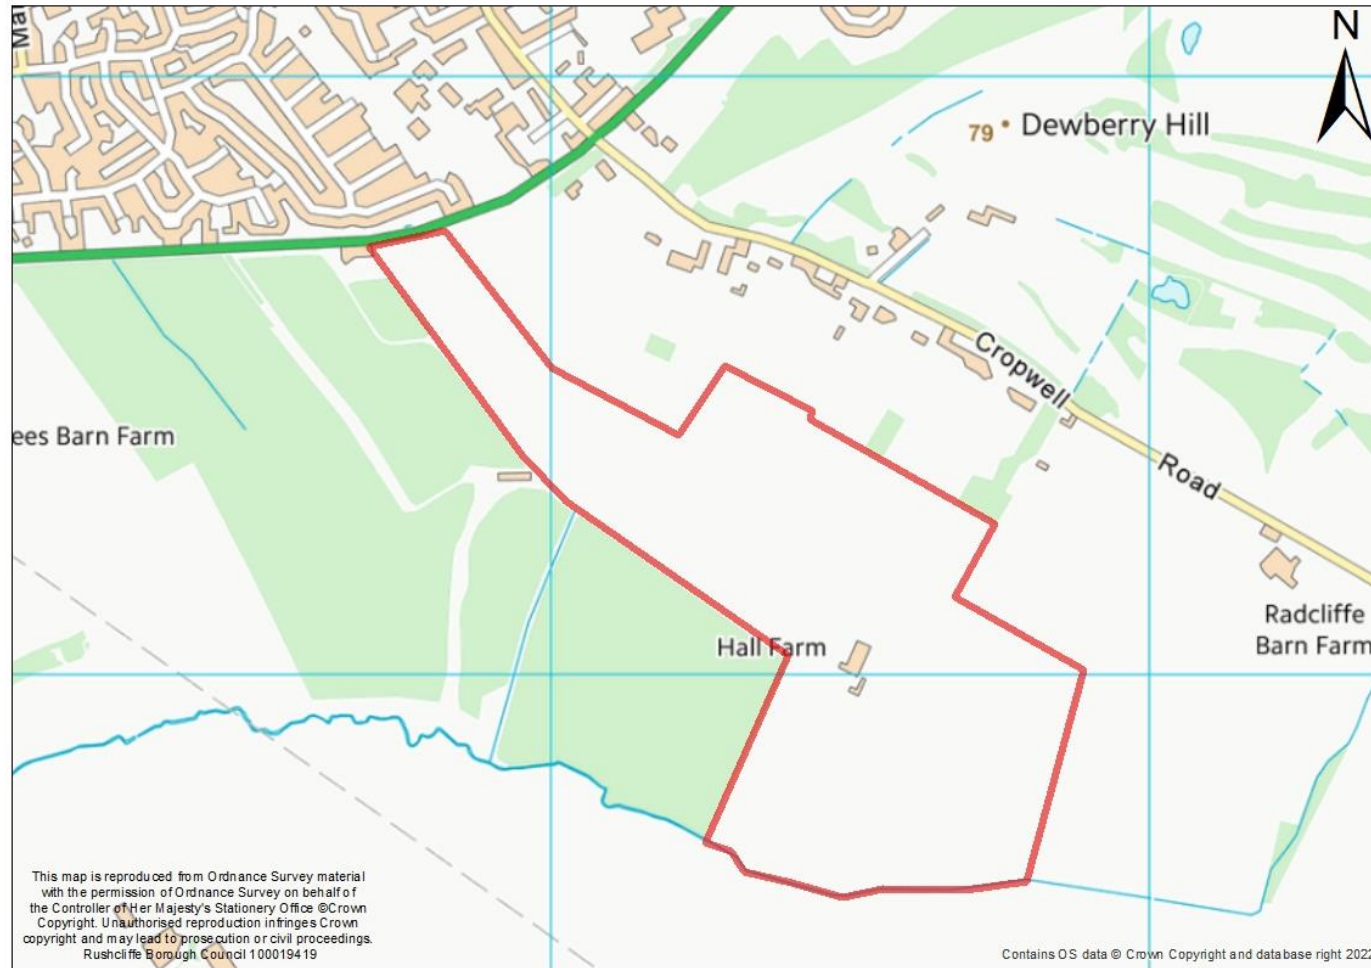 Mar
N
79
Dewberry Hill
Cropwell
Road
ees Barn Farm
Hall Farm
Radcliffe
Barn Farm
This map is reproduced from Ordnance Survey material
with the permission of Ordnance Survey on behalf of
the Controller of Her Majesty's Stationery Office ©Crown
Copyright. Unauthorised reproduction infringes Crown
copyright and may lead to prosecution or civil proceedings.
Rushcliffe Borough Council 100019419
Contains OS data © Crown Copyright and database right 2022